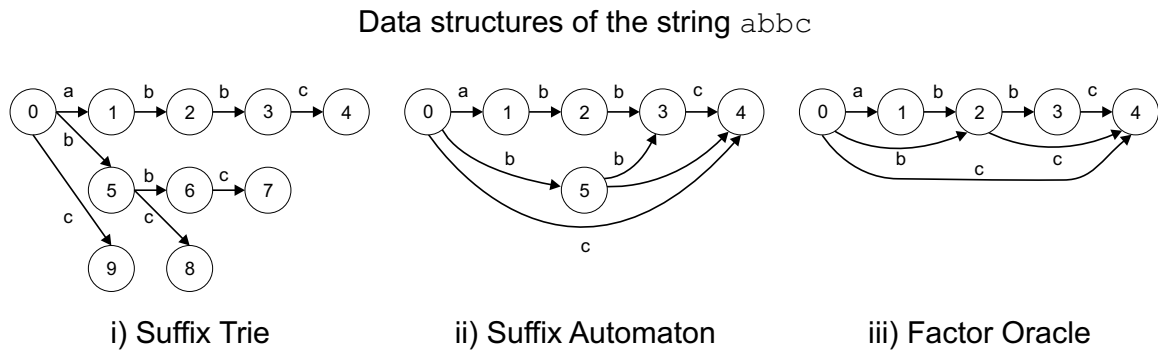 Data structures of the string abbc
a b b c a b b c a b b c
0 1 2 3 4 0 1 2 3 4 0 1 2 3 4
b b b b c
c
5 b 6 c 7 5
c c c
9 8
c
i) Suffix Trie ii) Suffix Automaton iii) Factor Oracle